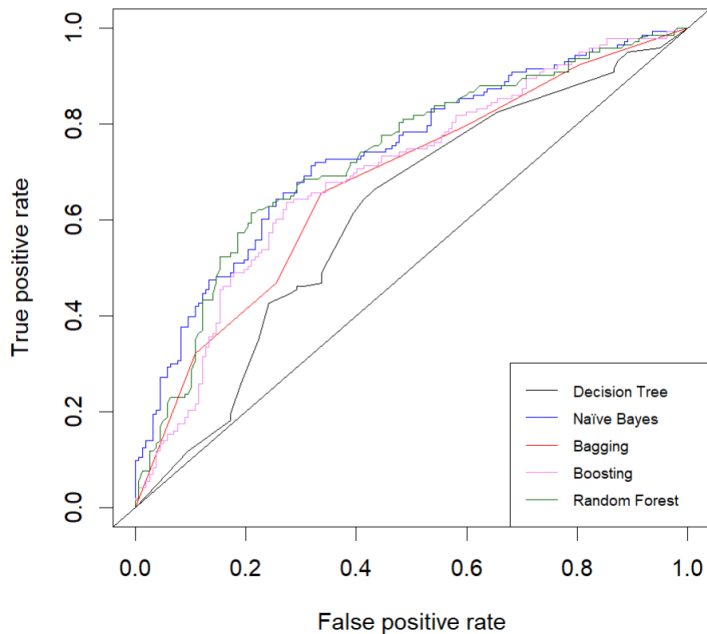 1.0
0.8
0.6
0.4
0.2
0.0
True positive rate
Decision Tree
Naïve Bayes
Bagging
Boosting
Random Forest
0.0 0.2 0.4 0.6 0.8 1.0
False positive rate